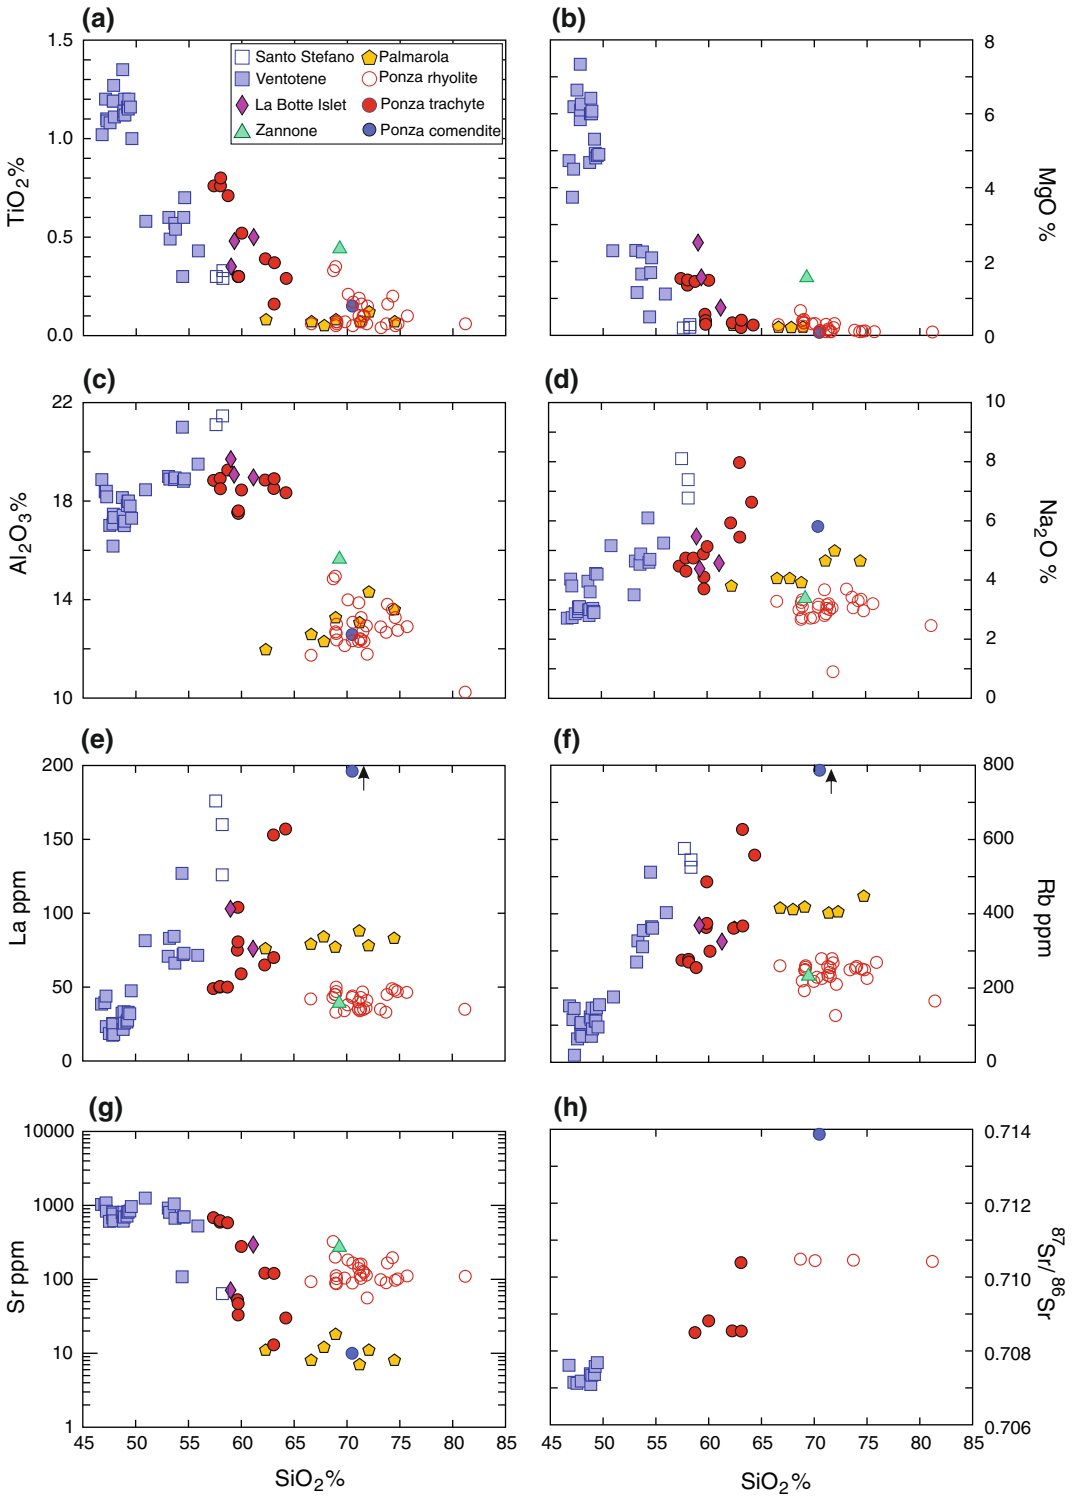 (a)
(b)
1.5
1.0
0.5
0.0
TiO2%
Santo Stefano
Ventotene
La Botte Islet
Zannone
Palmarola
Ponza rhyolite
Ponza trachyte
Ponza comendite
8
6
4
2
0
MgO %
(c)
(d)
22
18
14
10
Al2O3%
10
8
6
4
2
0
Na2O %
(e)
(f)
200
150
100
50
0
La ppm
800
600
400
200
0
Rb ppm
(g)
(h)
10000
1000
100
10
1
Sr ppm
0.714
0.712
0.710
0.708
0.706
87Sr/ 86Sr
45 50 55 60 65 70 75 80 85
45 50 55 60 65 70 75 80 85
SiO2%
SiO2%